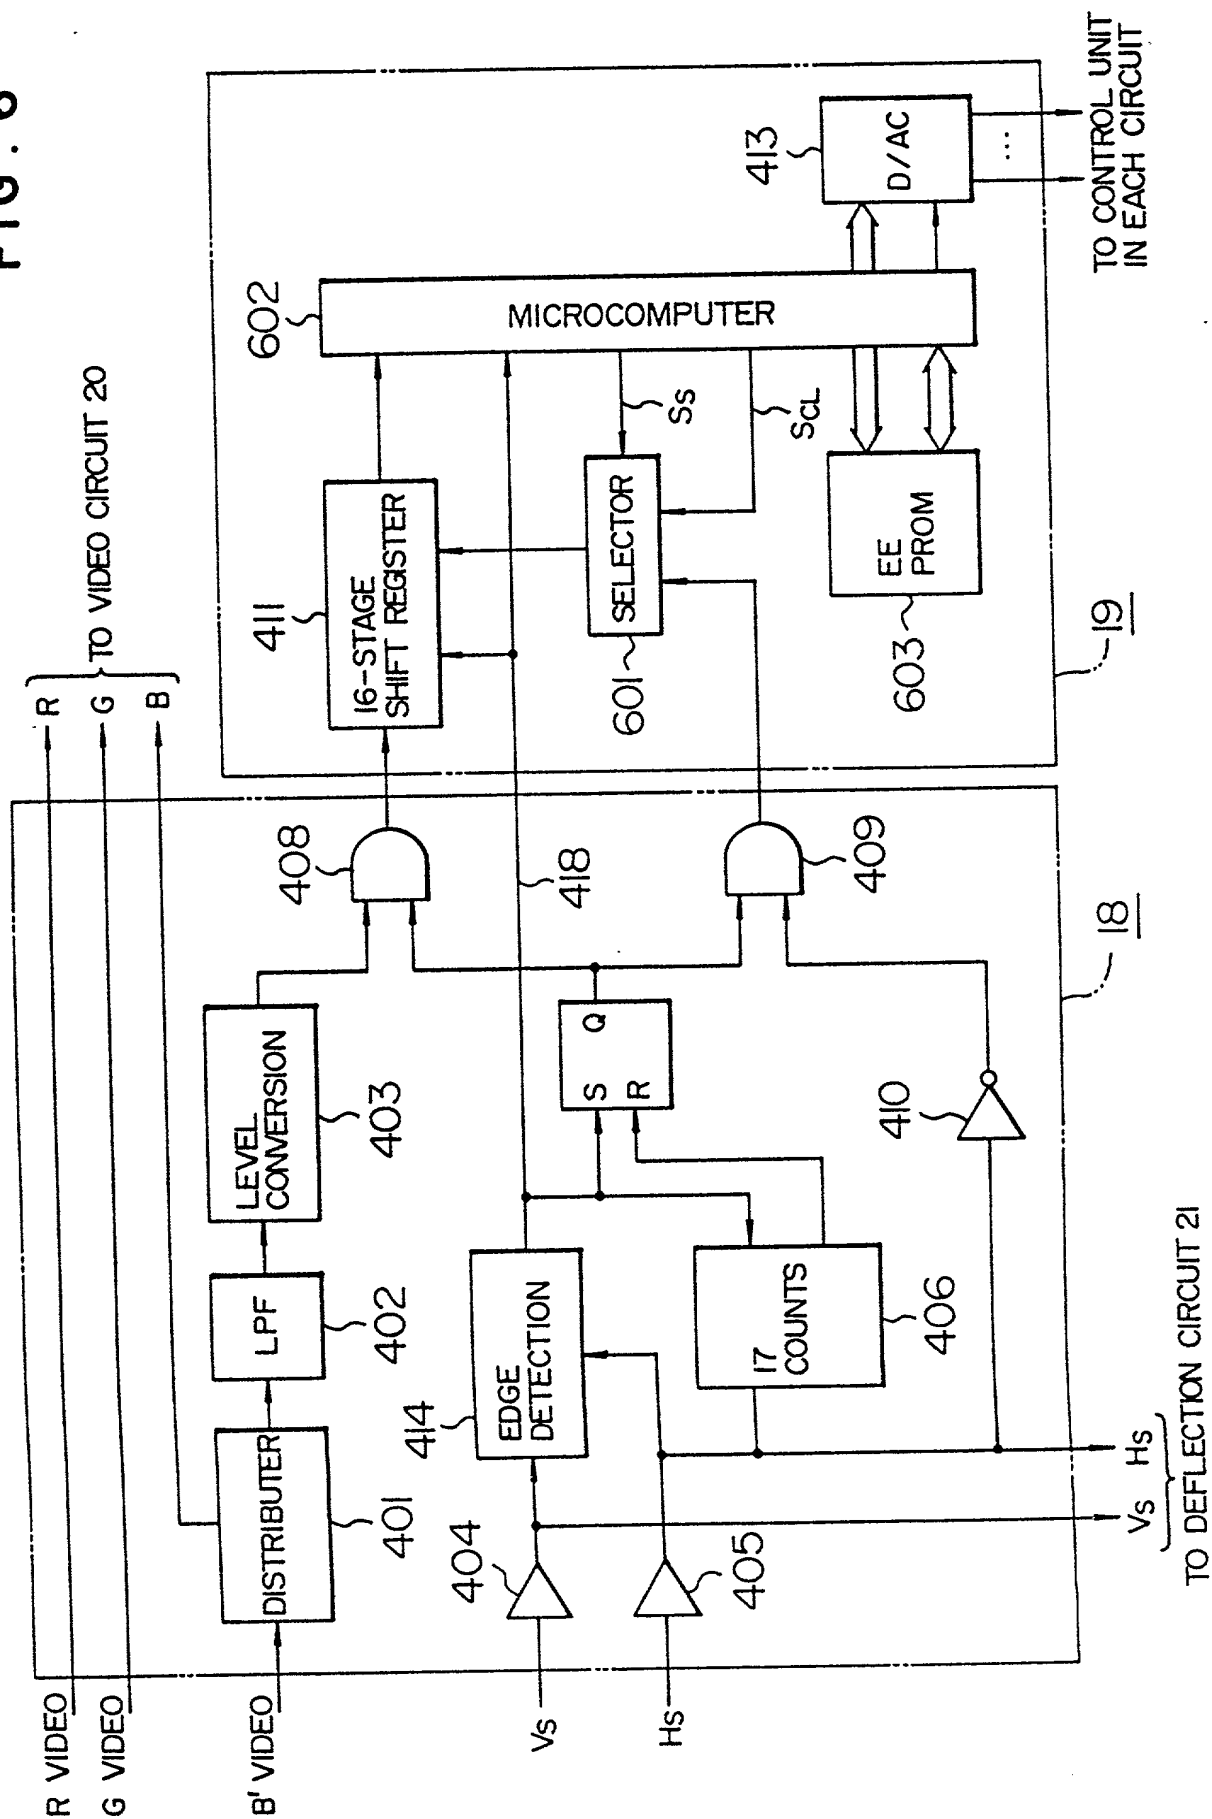 FIG. 6
R VIDEO
G VIDEO
B' VIDEO
R
G
B
TO VIDEO CIRCUIT 20
DISTRIBUTER
401
LPF
402
LEVEL
CONVERSION
403
408
411
16-STAGE
SHIFT REGISTER
602
MICROCOMPUTER
418
Vs
404
414
EDGE
DETECTION
S
Q
R
Hs
405
17
COUNTS
406
410
409
601
SELECTOR
Ss
SCL
603
EE
PROM
413
D/AC
TO CONTROL UNIT
IN EACH CIRCUIT
...
18
19
Vs
Hs
TO DEFLECTION CIRCUIT 21